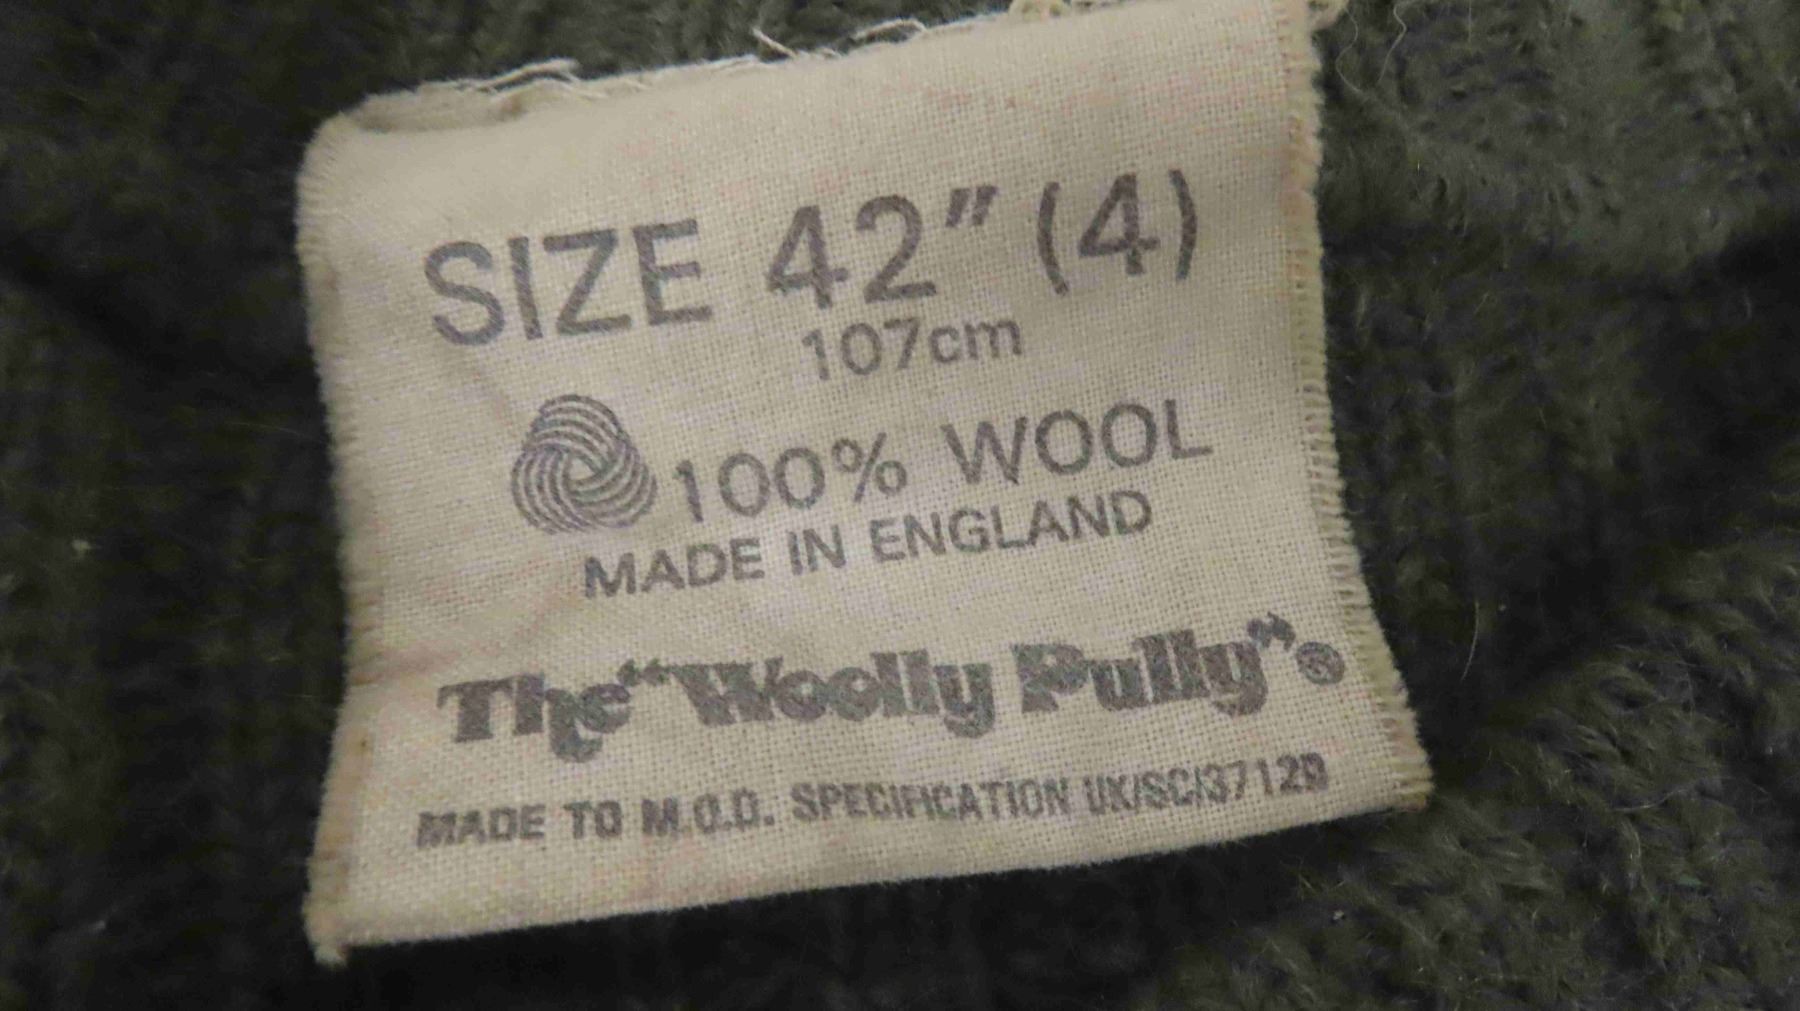 SIZE 42" (4)
107cm
100% WOOL
MADE IN ENGLAND
The “Woolly Pully”®
MADE TO M.O.D. SPECIFICATION UK/SC/37129